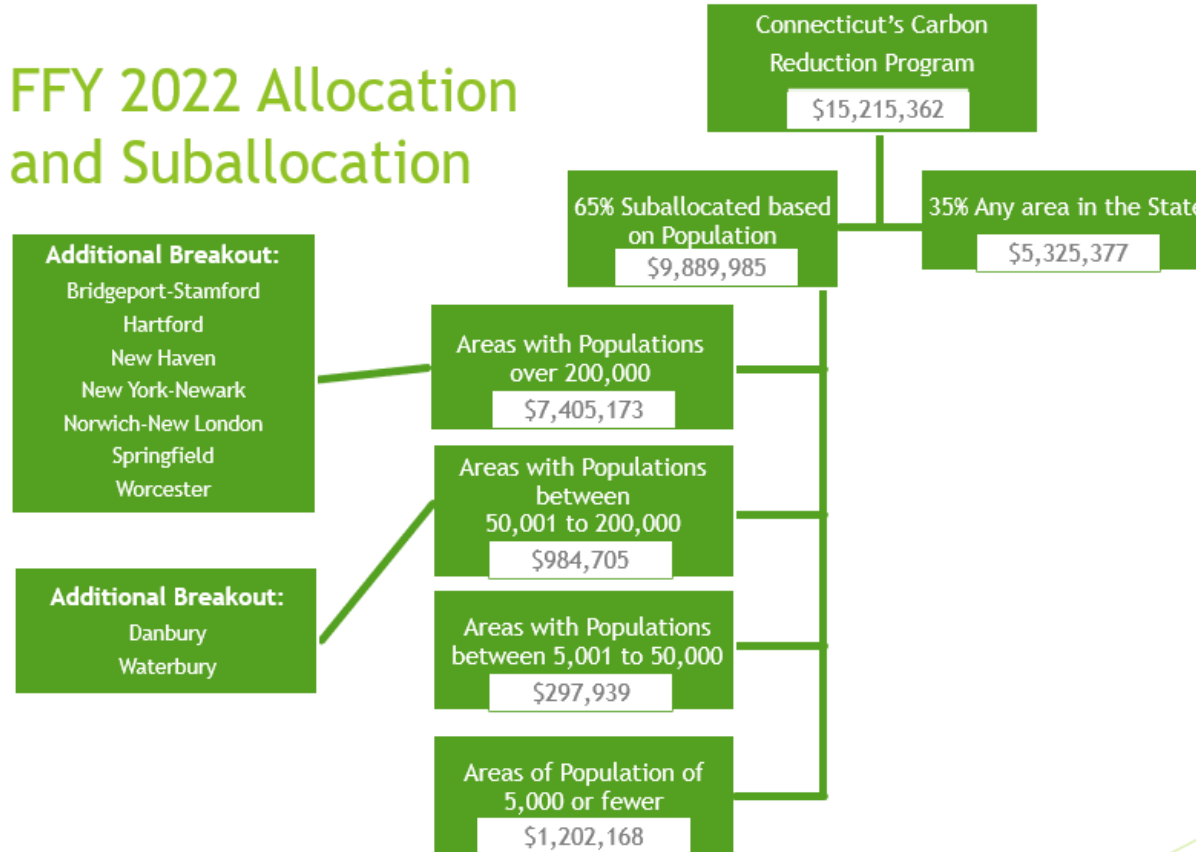 FFY 2022 Allocation
and Suballocation
Connecticut's Carbon
Reduction Program
$15,215,362
65% Suballocated based
on Population
$9,889,985
35% Any area in the State
$5,325,377
Additional Breakout:
Bridgeport-Stamford
Hartford
New Haven
New York-Newark
Norwich-New London
Springfield
Worcester
Areas with Populations
over 200,000
$7,405,173
Areas with Populations
between
50,001 to 200,000
$984,705
Additional Breakout:
Danbury
Waterbury
Areas with Populations
between 5,001 to 50,000
$297,939
Areas of Population of
5,000 or fewer
$1,202,168